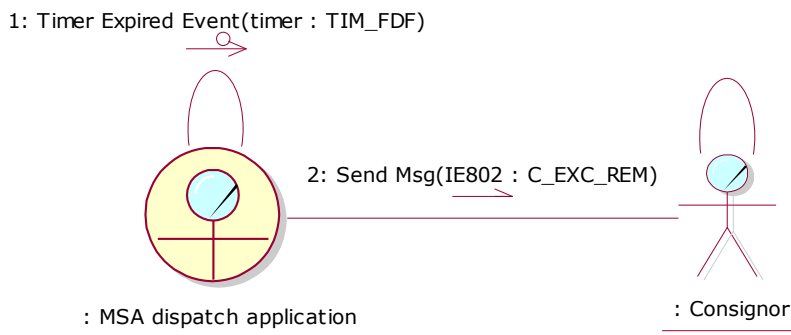 1: Timer Expired Event(timer : TIM_FDF)
2: Send Msg(IE802 : C_EXC_REM)
: MSA dispatch application
: Consignor